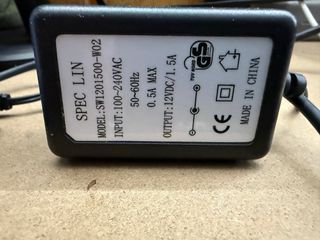 SPEC LIN
MODEL:SW1201500-W02
INPUT:100-240VAC
50~60Hz
0.5A MAX
OUTPUT:12VDC/1.5A
GS
MADE IN CHINA
CE